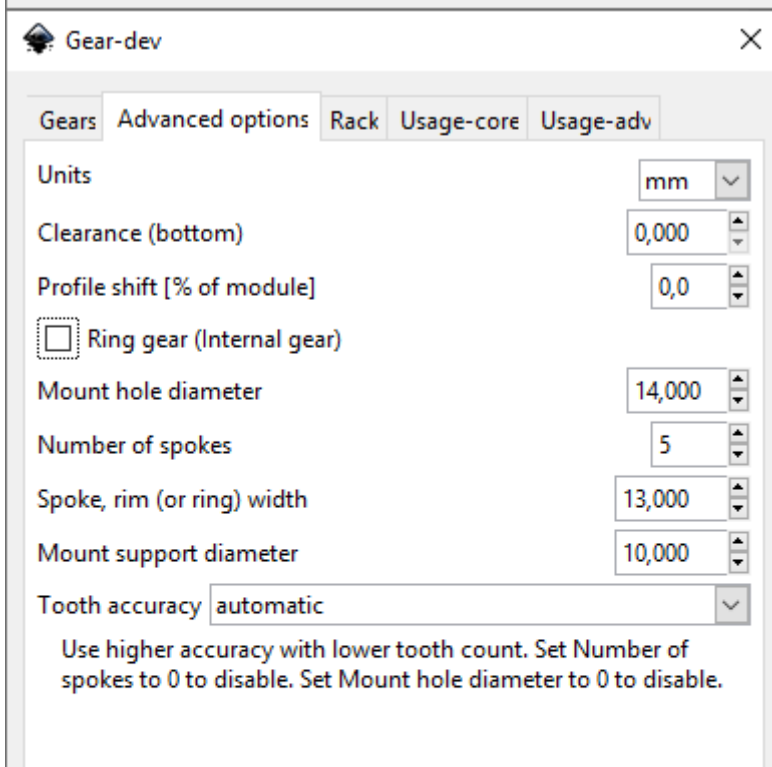 Gear-dev
Gears Advanced options Rack Usage-core Usage-adv
Units mm
Clearance (bottom) 0,000
Profile shift [% of module] 0,0
Ring gear (Internal gear)
Mount hole diameter 14,000
Number of spokes 5
Spoke, rim (or ring) width 13,000
Mount support diameter 10,000
Tooth accuracy automatic
Use higher accuracy with lower tooth count. Set Number of
spokes to 0 to disable. Set Mount hole diameter to 0 to disable.